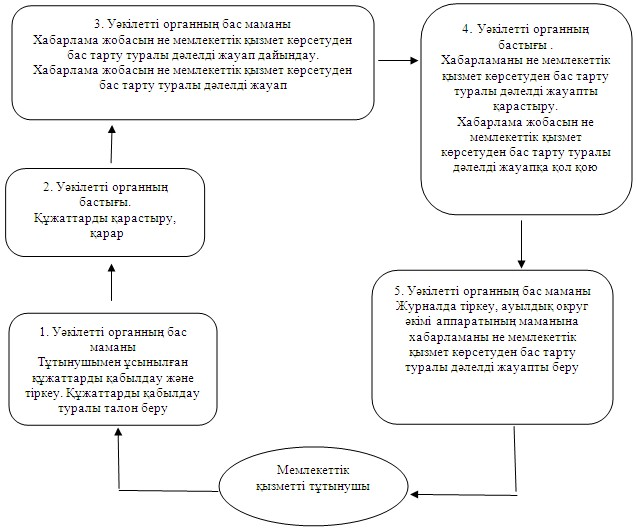 3. Уәкілетті органның бас маманы
Хабарлама жобасын не мемлекеттік қызмет көрсетуден
бас тарту туралы дәлелді жауап дайындау.
Хабарлама жобасын не мемлекеттік қызмет көрсетуден
бас тарту туралы дәлелді жауап
4. Уәкілетті органның
бастығы .
Хабарламаны не мемлекеттік
қызмет көрсетуден бас тарту
туралы дәлелді жауапты
қарастыру.
Хабарлама жобасын не
мемлекеттік қызмет
көрсетуден бас тарту туралы
дәлелді жауапқа қол қою
2. Уәкілетті органның
бастығы.
Құжаттарды қарастыру,
қарар
5. Уәкілетті органның бас маманы
Журналда тіркеу, ауылдық округ
әкімі аппаратының маманына
хабарламаны не мемлекеттік
қызмет көрсетуден бас тарту
туралы дәлелді жауапты беру
1. Уәкілетті органның бас
маманы
Тұтынушымен ұсынылған
құжаттарды қабылдау және
тіркеу. Құжаттарды қабылдау
туралы талон беру
Мемлекеттік
қызметті тұтынушы